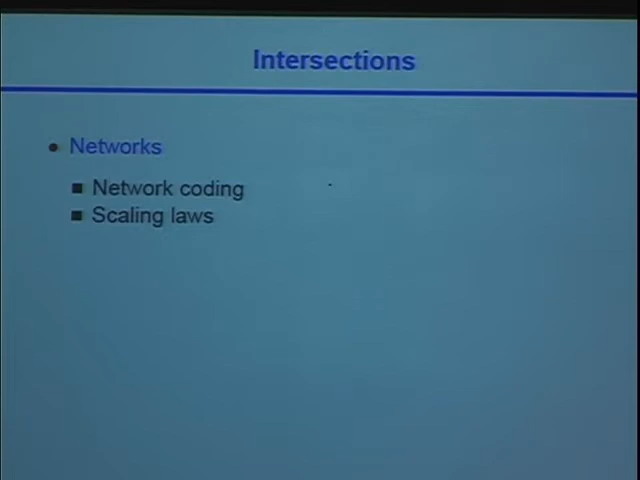 Intersections
Networks
Network coding
Scaling laws